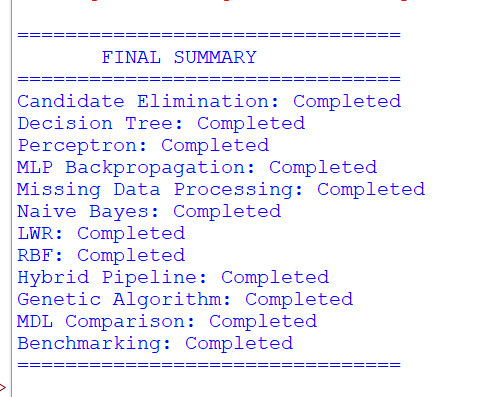 ================================
FINAL SUMMARY
================================
Candidate Elimination: Completed
Decision Tree: Completed
Perceptron: Completed
MLP Backpropagation: Completed
Missing Data Processing: Completed
Naive Bayes: Completed
LWR: Completed
RBF: Completed
Hybrid Pipeline: Completed
Genetic Algorithm: Completed
MDL Comparison: Completed
Benchmarking: Completed
================================
>